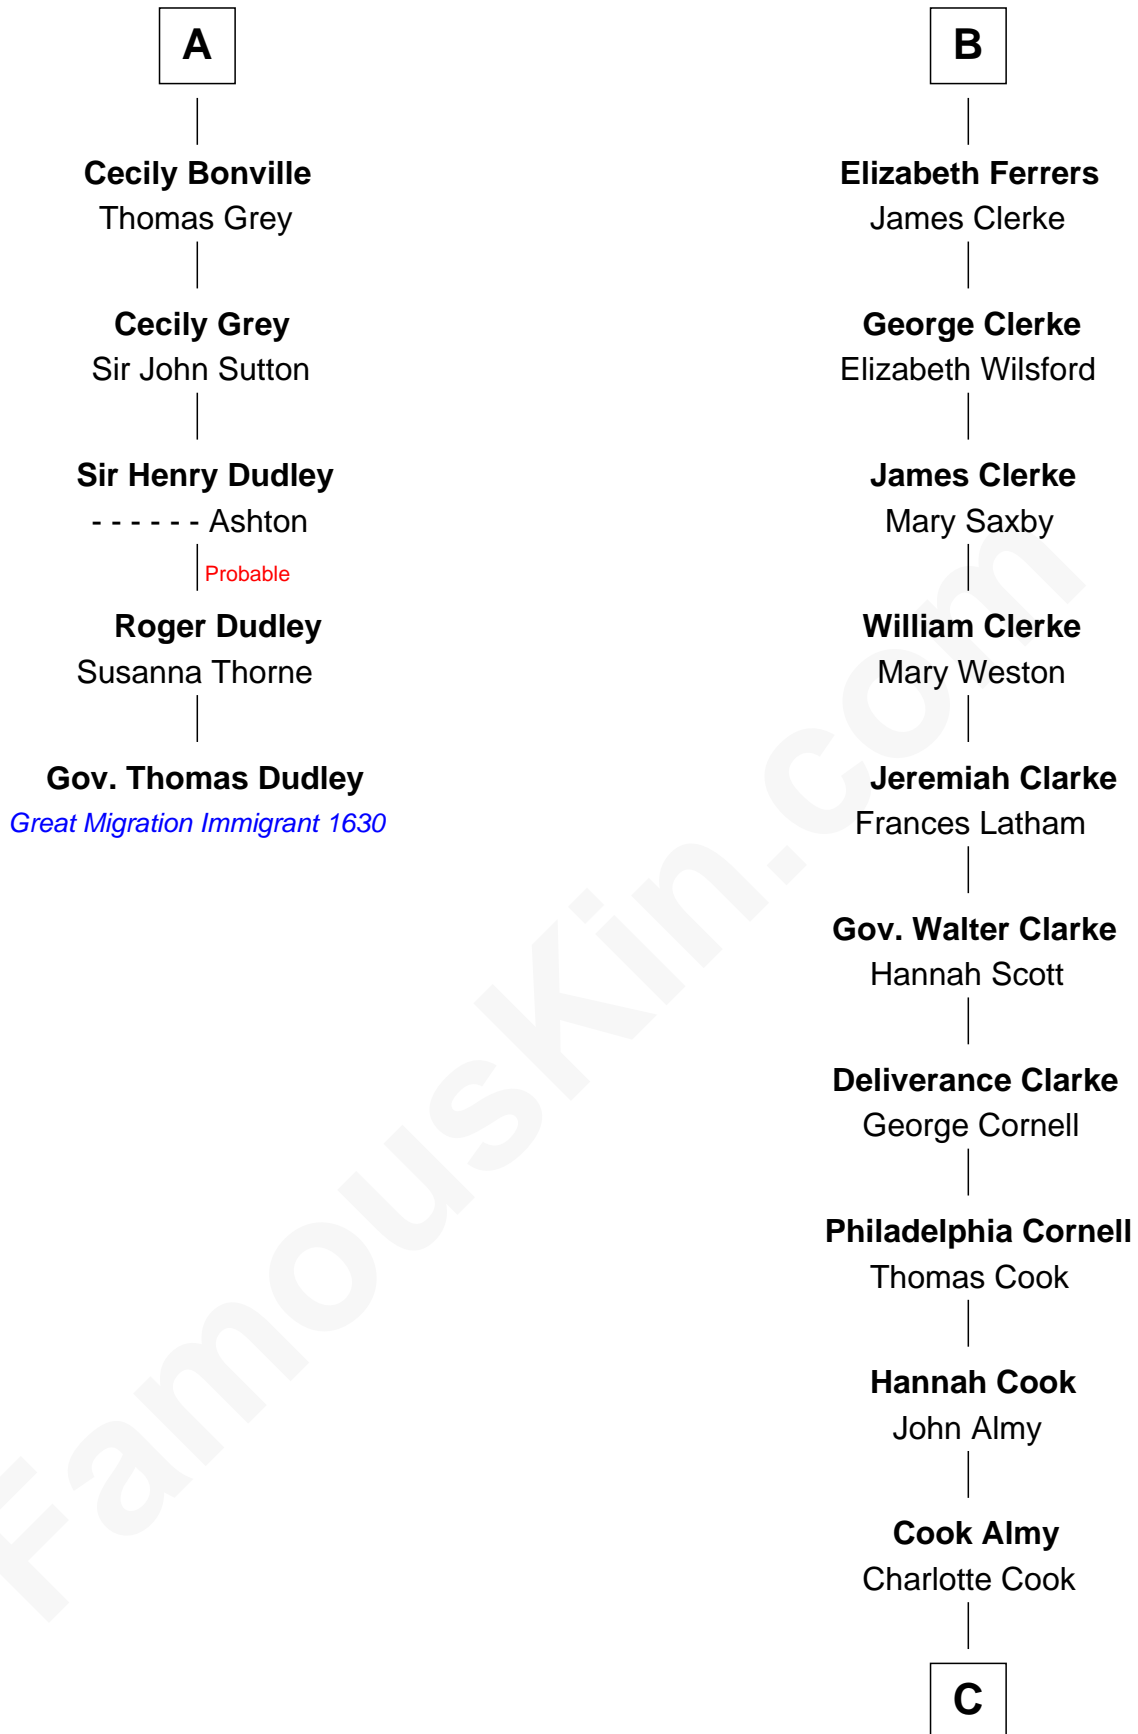 A
Cecily Bonville
Thomas Grey
Cecily Grey
Sir John Sutton
Sir Henry Dudley
- - - - - - Ashton
Probable
Roger Dudley
Susanna Thorne
Gov. Thomas Dudley
Great Migration Immigrant 1630
B
Elizabeth Ferrers
James Clerke
George Clerke
Elizabeth Wilsford
James Clerke
Mary Saxby
William Clerke
Mary Weston
Jeremiah Clarke
Frances Latham
Gov. Walter Clarke
Hannah Scott
Deliverance Clarke
George Cornell
Philadelphia Cornell
Thomas Cook
Hannah Cook
John Almy
Cook Almy
Charlotte Cook
C
FamousKin.com